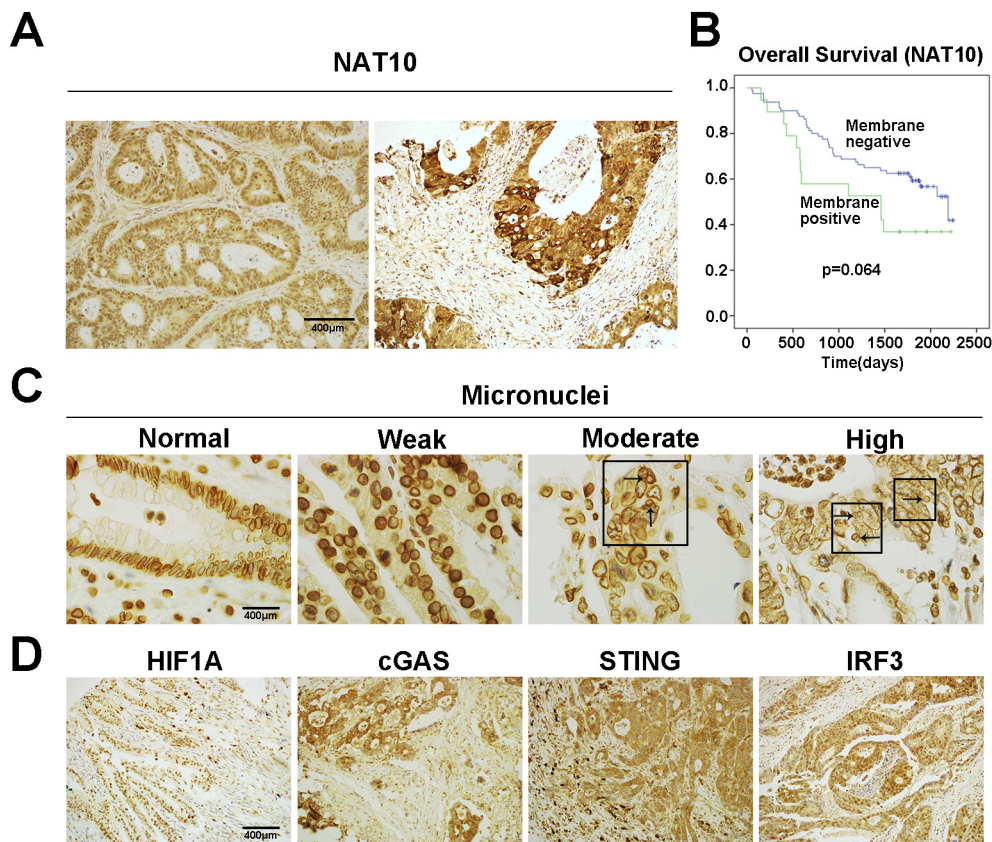 A
NAT10
400µm
B
Overall Survival (NAT10)
1.0
0.8
0.6
0.4
0.2
0.0
Membrane
negative
Membrane
positive
p=0.064
0 500 1000 1500 2000 2500
Time(days)
C
Micronuclei
Normal Weak Moderate High
400µm
D
HIF1A cGAS STING IRF3
400µm